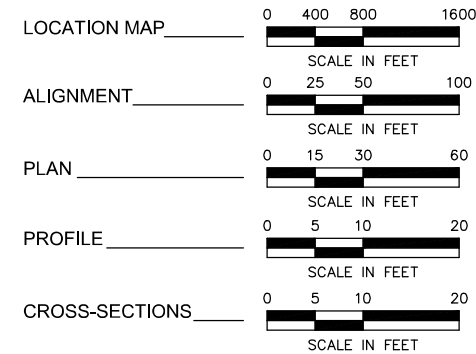 0 400 800 1600
LOCATION MAP
SCALE IN FEET
0 25 50 100
ALIGNMENT
SCALE IN FEET
0 15 30 60
PLAN
SCALE IN FEET
0 5 10 20
PROFILE
SCALE IN FEET
0 5 10 20
CROSS-SECTIONS
SCALE IN FEET